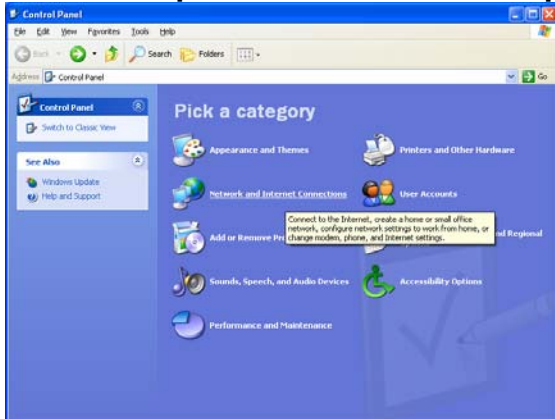 Control Panel
File Edit View Favorites Tools Help
Back Search Folders
Address Control Panel Go
Control Panel
Switch to Classic View
See Also
Windows Update
Help and Support
Pick a category
Appearance and Themes
Printers and Other Hardware
Network and Internet Connections
User Accounts
Connect to the Internet, create a home or small office
network, configure network settings to work from home, or
change modem, phone, and Internet settings.
Add or Remove Pr
nd Regional
Sounds, Speech, and Audio Devices
Accessibility Options
Performance and Maintenance